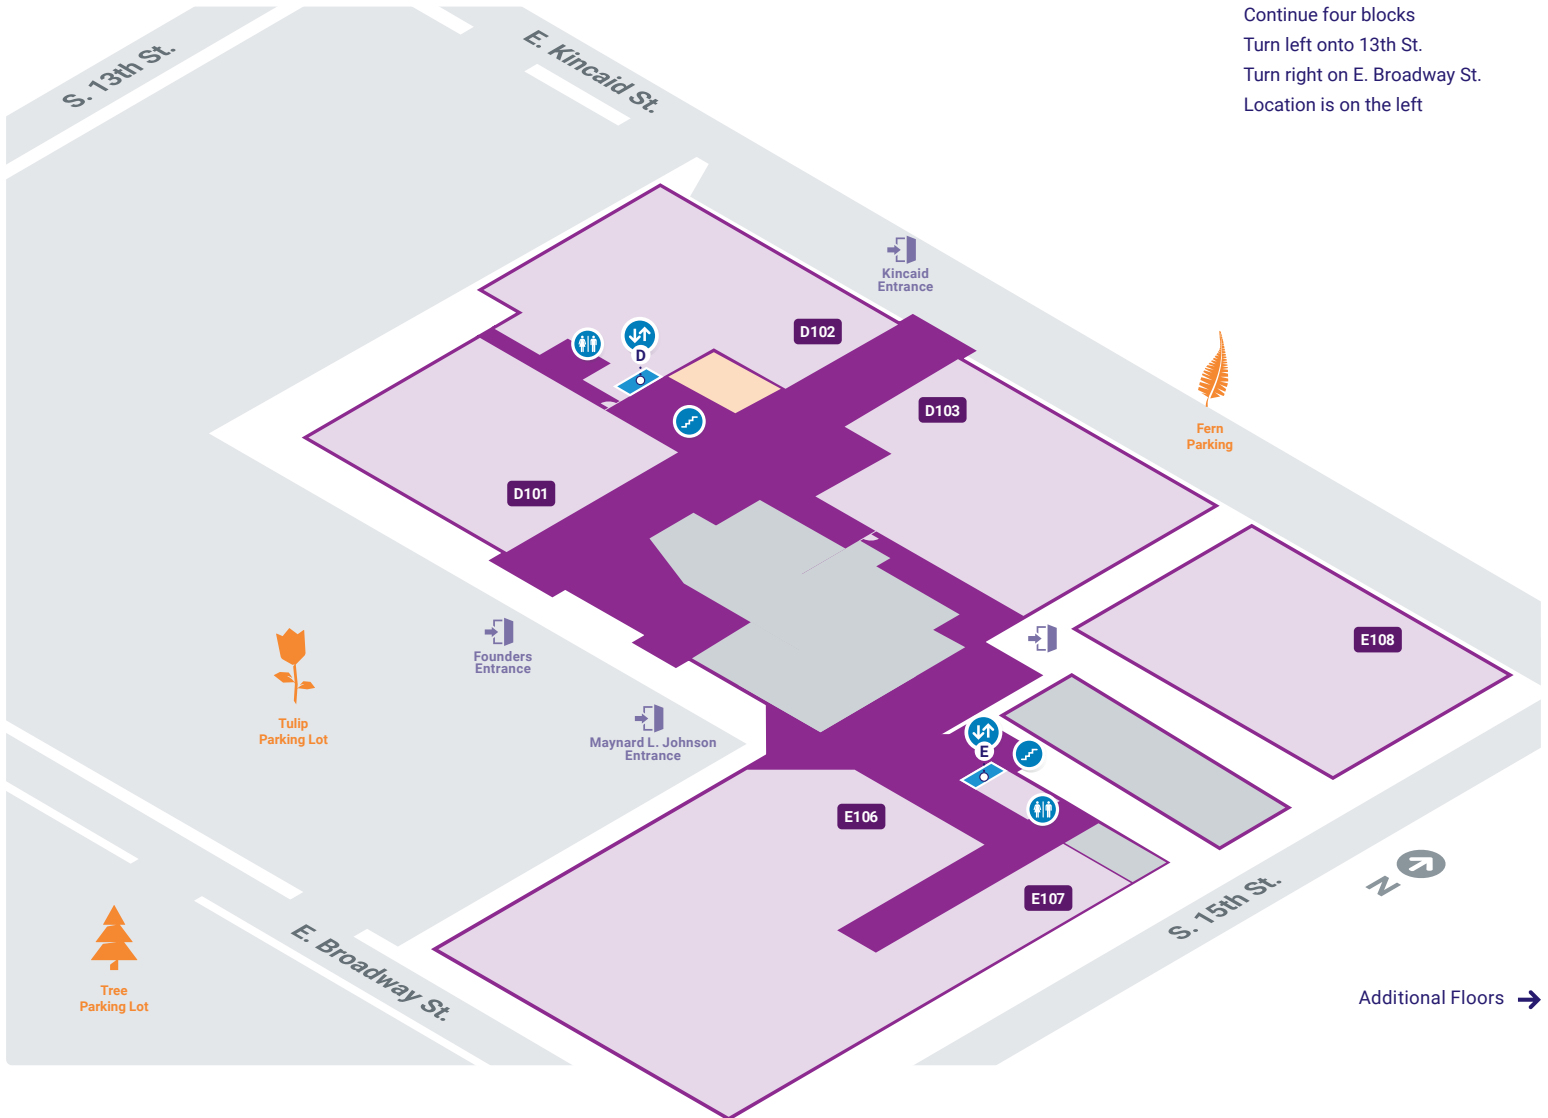 Continue four blocks
Turn left onto 13th St.
Turn right on E. Broadway St.
Location is on the left
S. 13th St.
E. Kincaid St.
Kincaid
Entrance
D
D102
D103
Fern
Parking
D101
Founders
Entrance
E108
Tulip
Parking Lot
Maynard L. Johnson
Entrance
E
E106
E107
N
S. 15th St.
E. Broadway St.
Tree
Parking Lot
Additional Floors